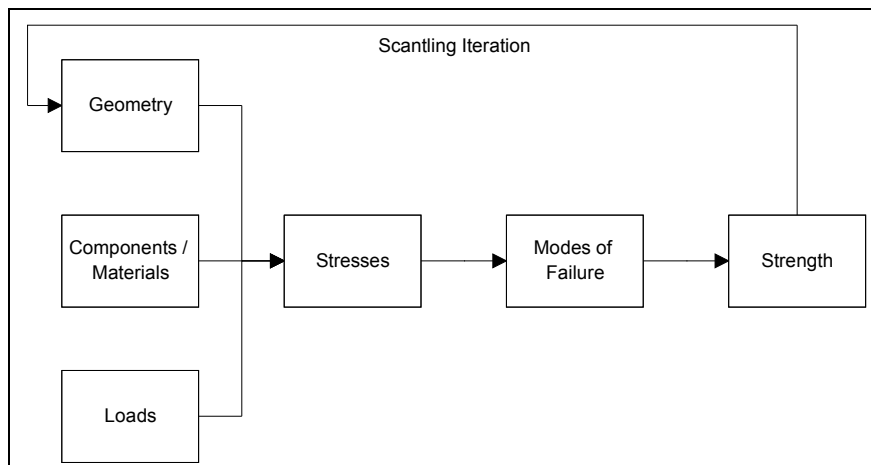 Scantling Iteration
Geometry
Components /
Materials
Stresses
Modes of
Failure
Strength
Loads